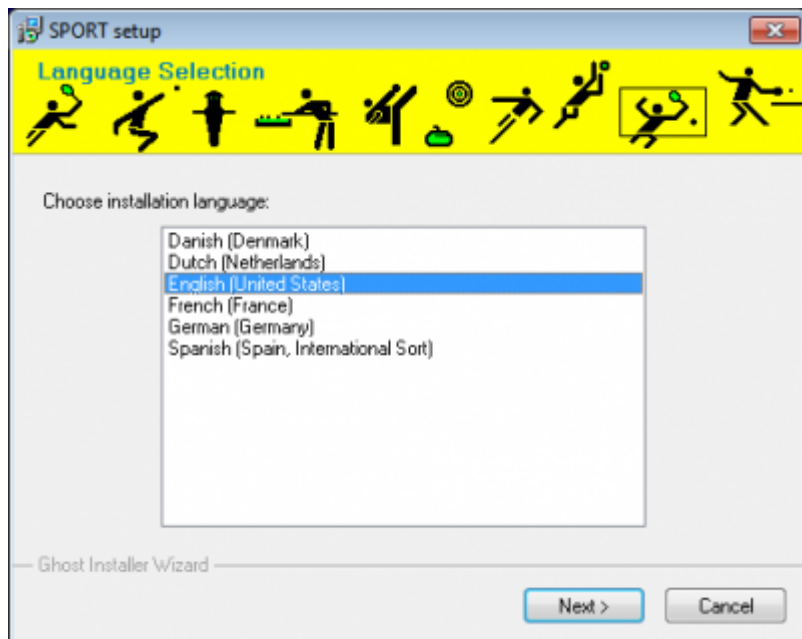 SPORT setup
Language Selection
Choose installation language:
Danish (Denmark)
Dutch (Netherlands)
English (United States)
French (France)
German (Germany)
Spanish (Spain, International Sort)
Ghost Installer Wizard
Next >
Cancel